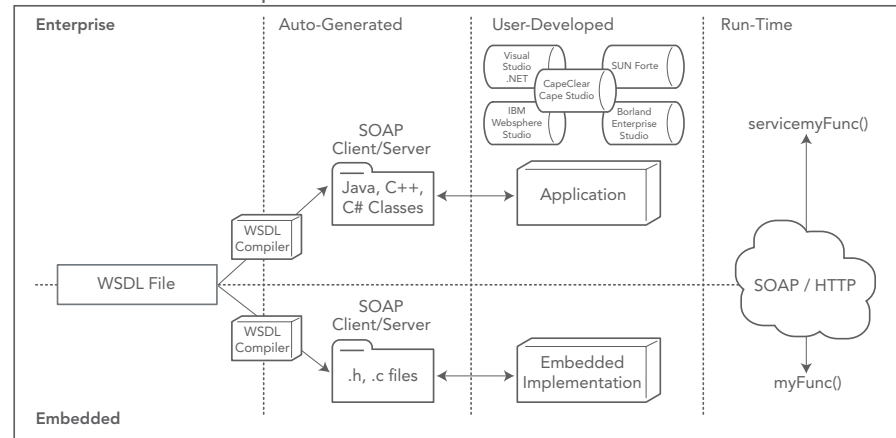 Enterprise
Auto-Generated
User-Developed
Run-Time
Visual
Studio
.NET
SUN Forte
CapeClear
Cape Studio
IBM
Websphere
Studio
Borland
Enterprise
Studio
SOAP
Client/Server
Java, C++,
C# Classes
Application
servicemyFunc()
WSDL
Compiler
WSDL File
SOAP / HTTP
WSDL
Compiler
SOAP
Client/Server
.h, .c files
Embedded
Implementation
myFunc()
Embedded